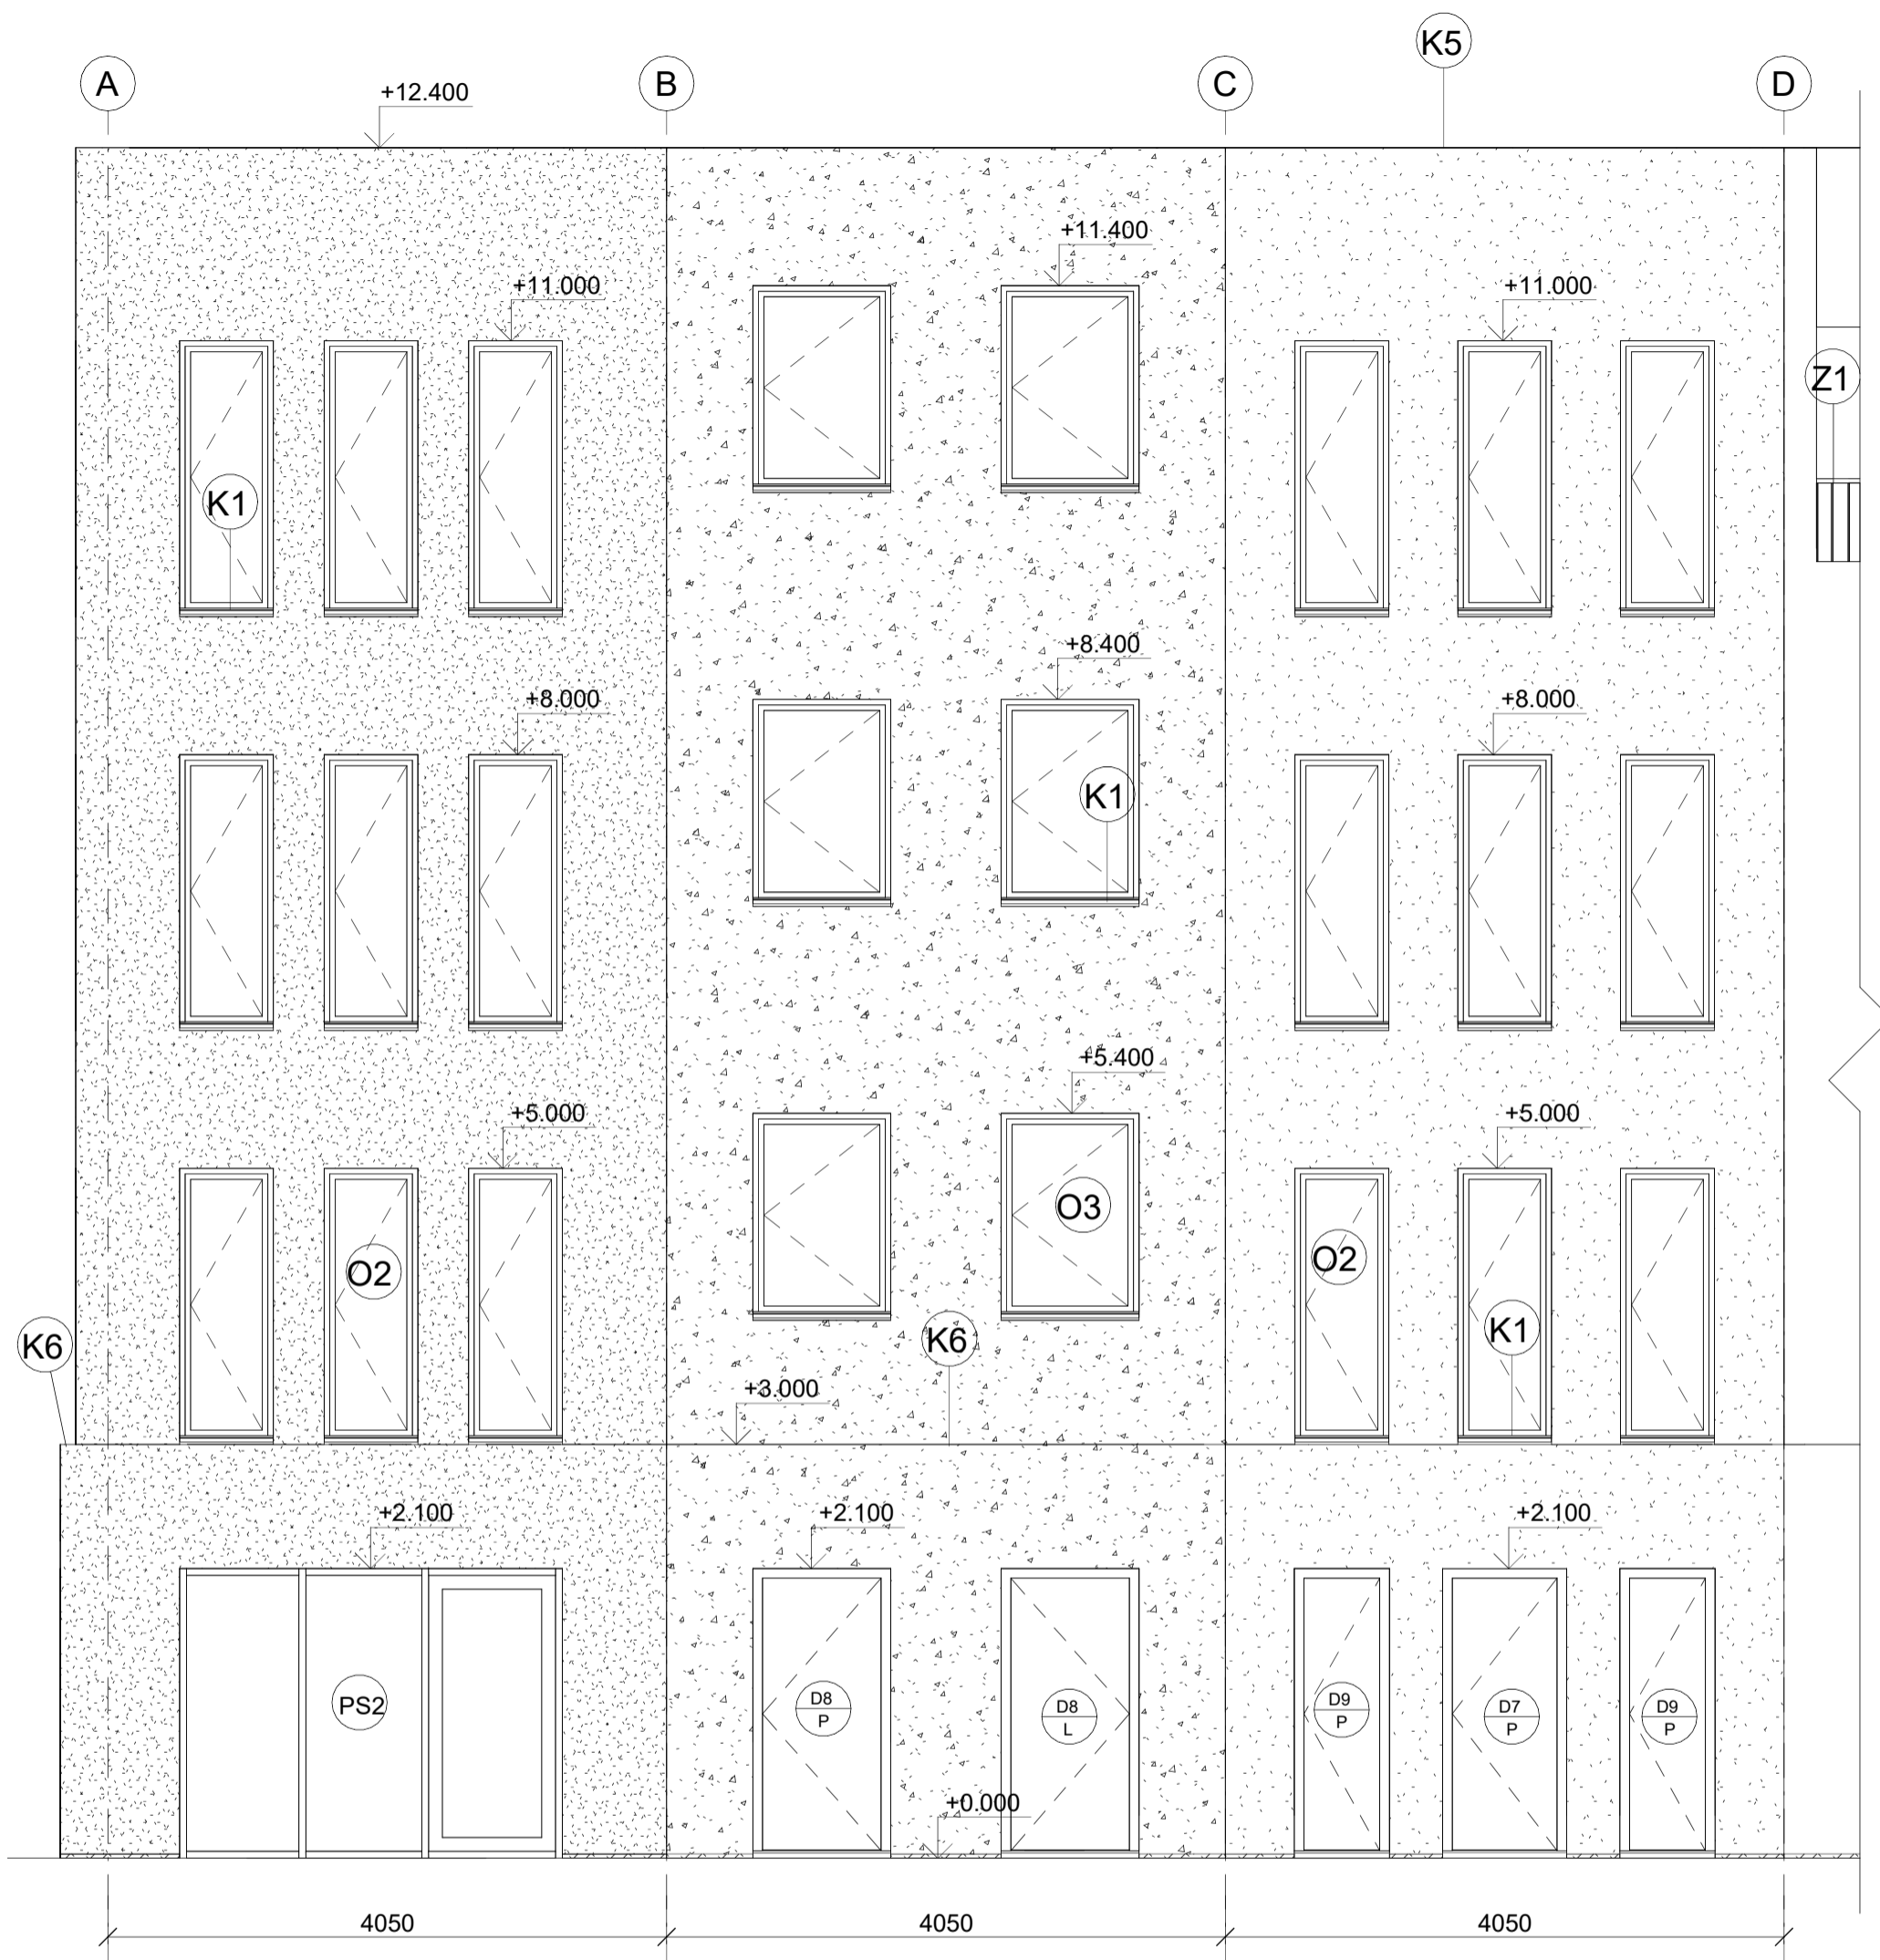 K5
A
B
C
D
+12.400
+11.400
+11.000
+11.000
Z1
K1
+8.400
+8.000
+8.000
K1
+5.400
+5.000
+5.000
O3
O2
O2
K1
K6
K6
+3.000
+2.100
+2.100
+2.100
PS2
D8
P
D8
L
D9
P
D7
P
D9
P
+0.000
4050
4050
4050